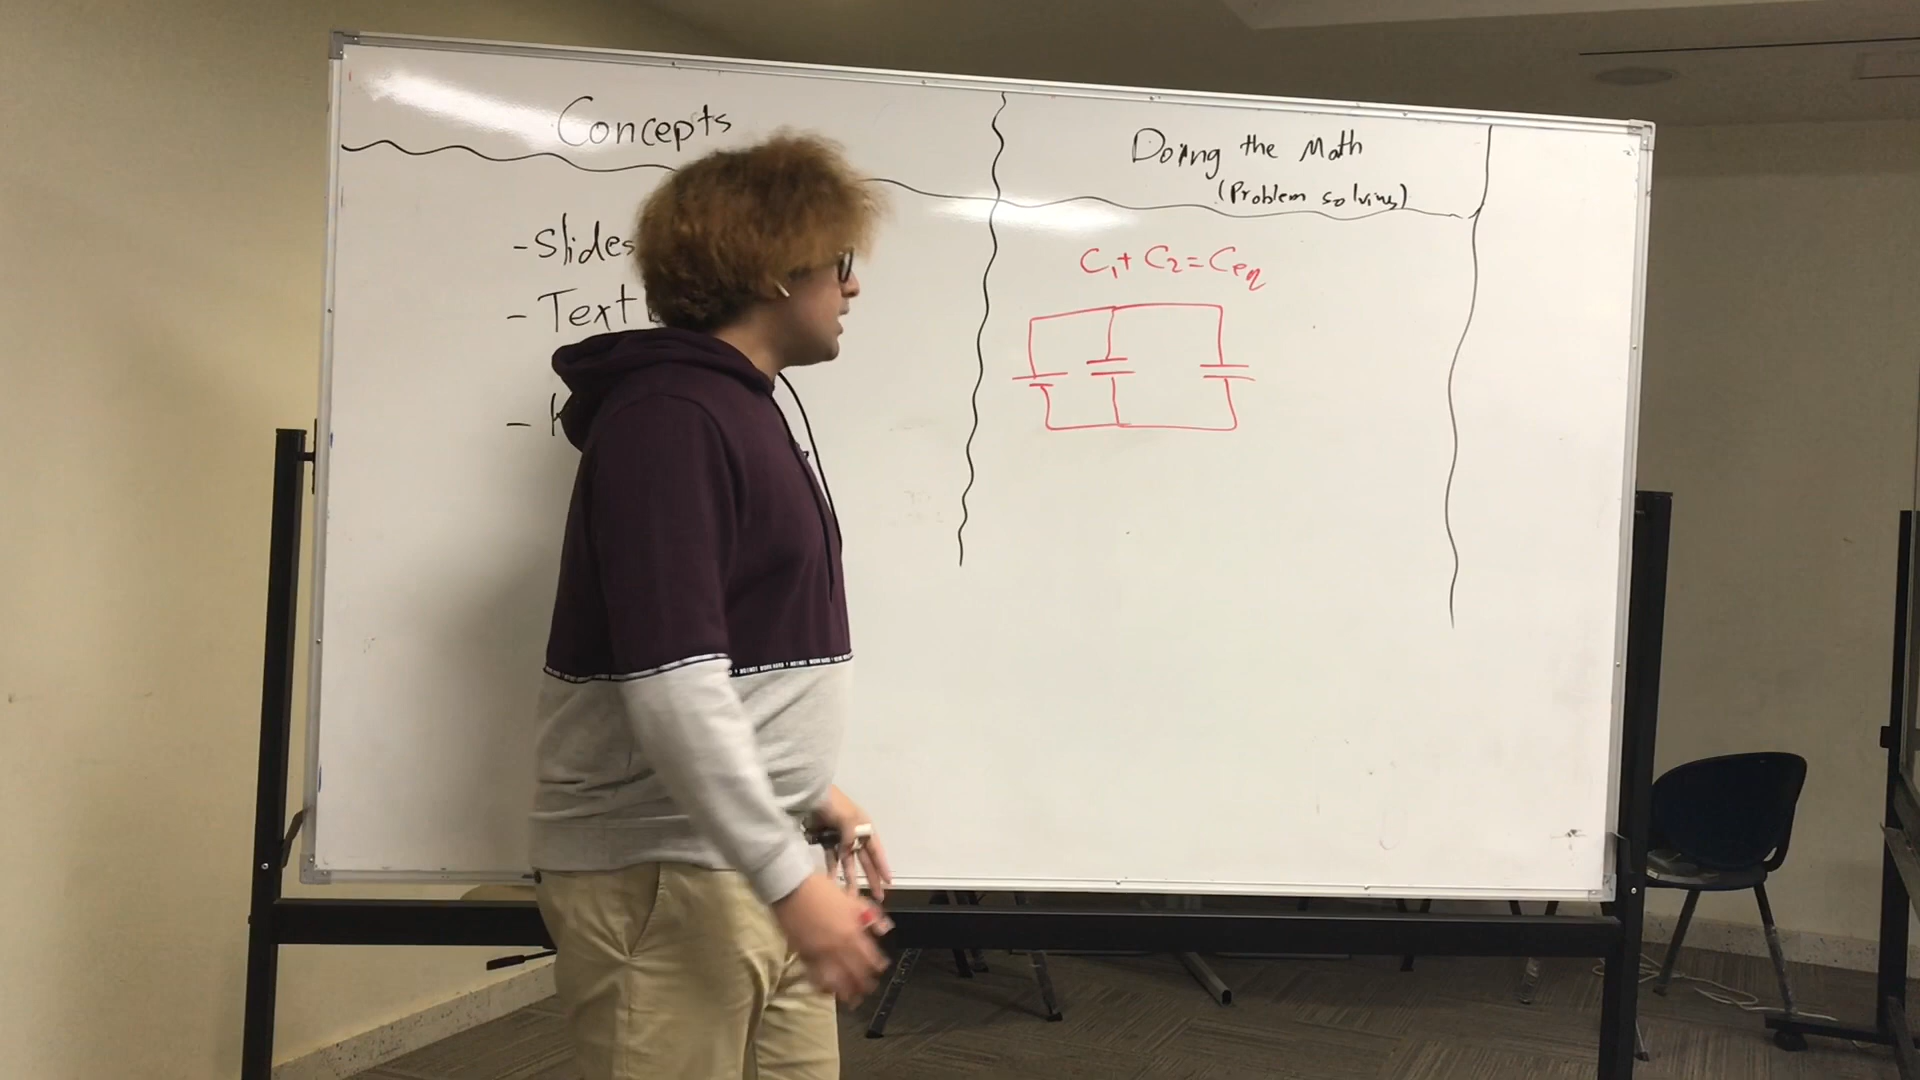 Concepts
- Slides
- Text
-
Doing the Math
(Problem solving)
C₁ + C₂ = Ceq